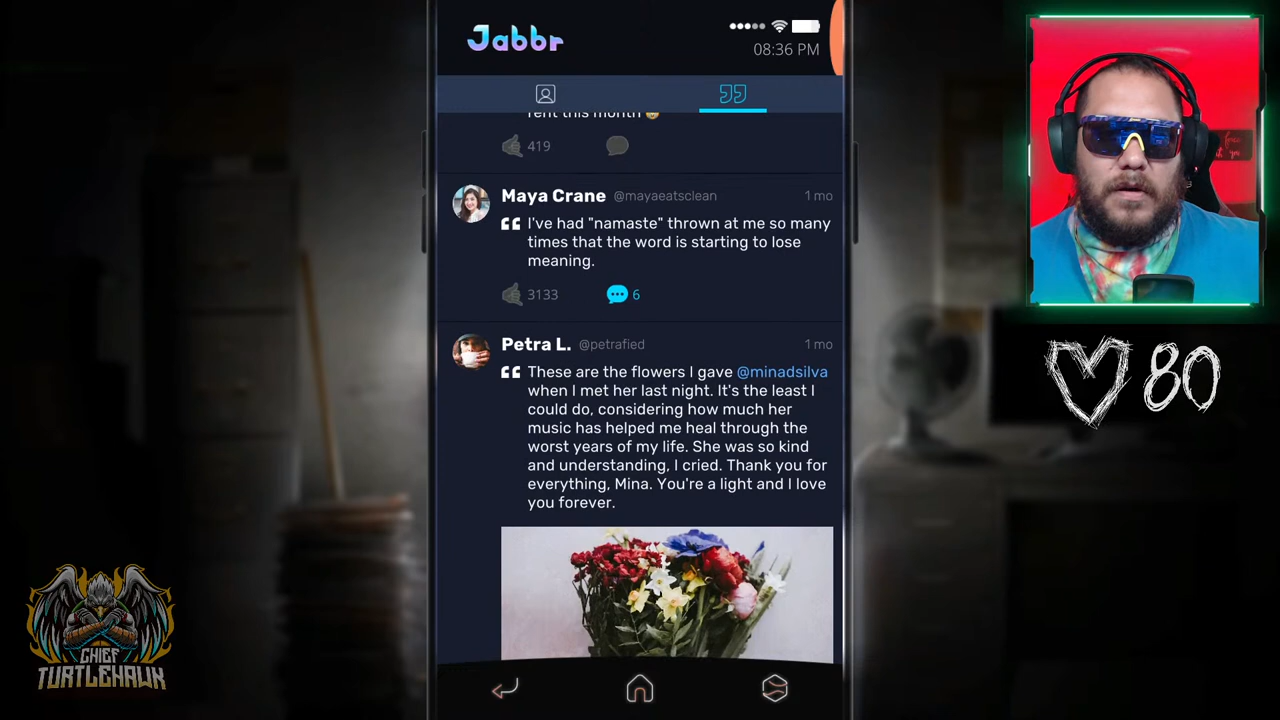 Jabbr
08:36 PM
rent this month
419
Maya Crane @mayaeatsclean 1 mo
I've had "namaste" thrown at me so many
times that the word is starting to lose
meaning.
3133
6
Petra L. @petrafied 1 mo
These are the flowers I gave @minadsilva
when I met her last night. It's the least I
could do, considering how much her
music has helped me heal through the
worst years of my life. She was so kind
and understanding, I cried. Thank you for
everything, Mina. You're a light and I love
you forever.
80
CHIEF
TURTLEHAWK